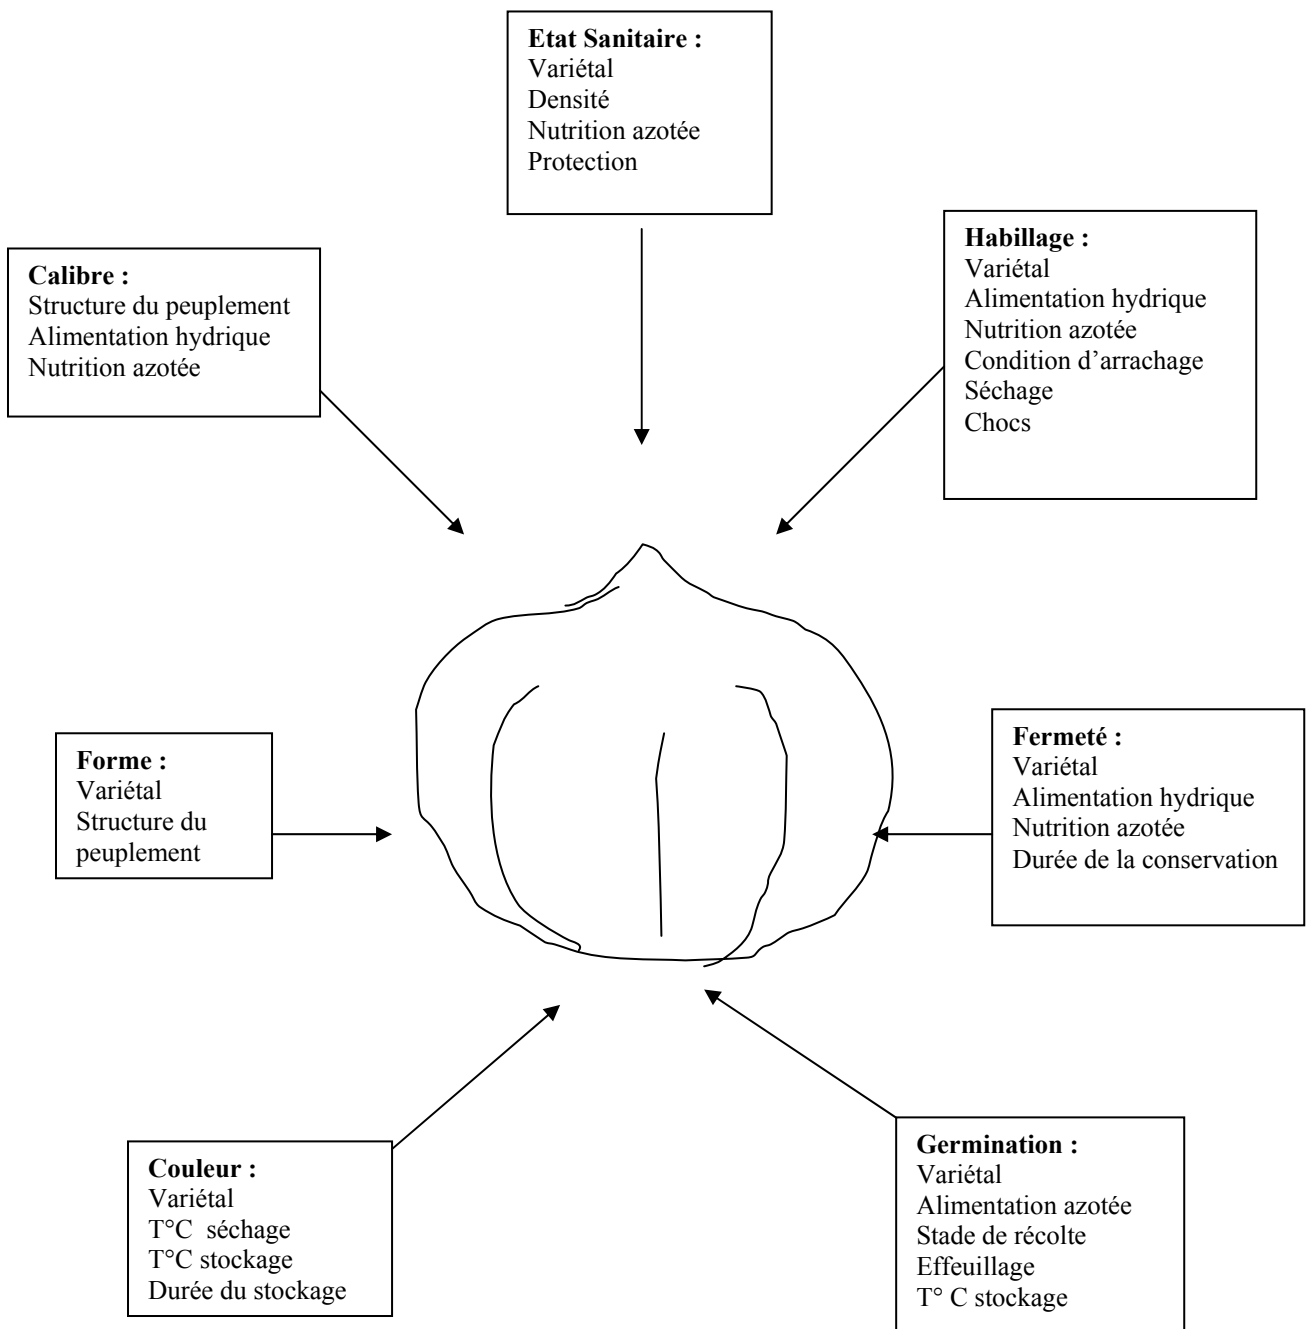 Etat Sanitaire :
Variétal
Densité
Nutrition azotée
Protection
Habillage :
Variétal
Alimentation hydrique
Nutrition azotée
Condition d’arrachage
Séchage
Chocs
Calibre :
Structure du peuplement
Alimentation hydrique
Nutrition azotée
Forme :
Variétal
Structure du
peuplement
Fermeté :
Variétal
Alimentation hydrique
Nutrition azotée
Durée de la conservation
Couleur :
Variétal
T°C  séchage
T°C stockage
Durée du stockage
Germination :
Variétal
Alimentation azotée
Stade de récolte
Effeuillage
T° C stockage